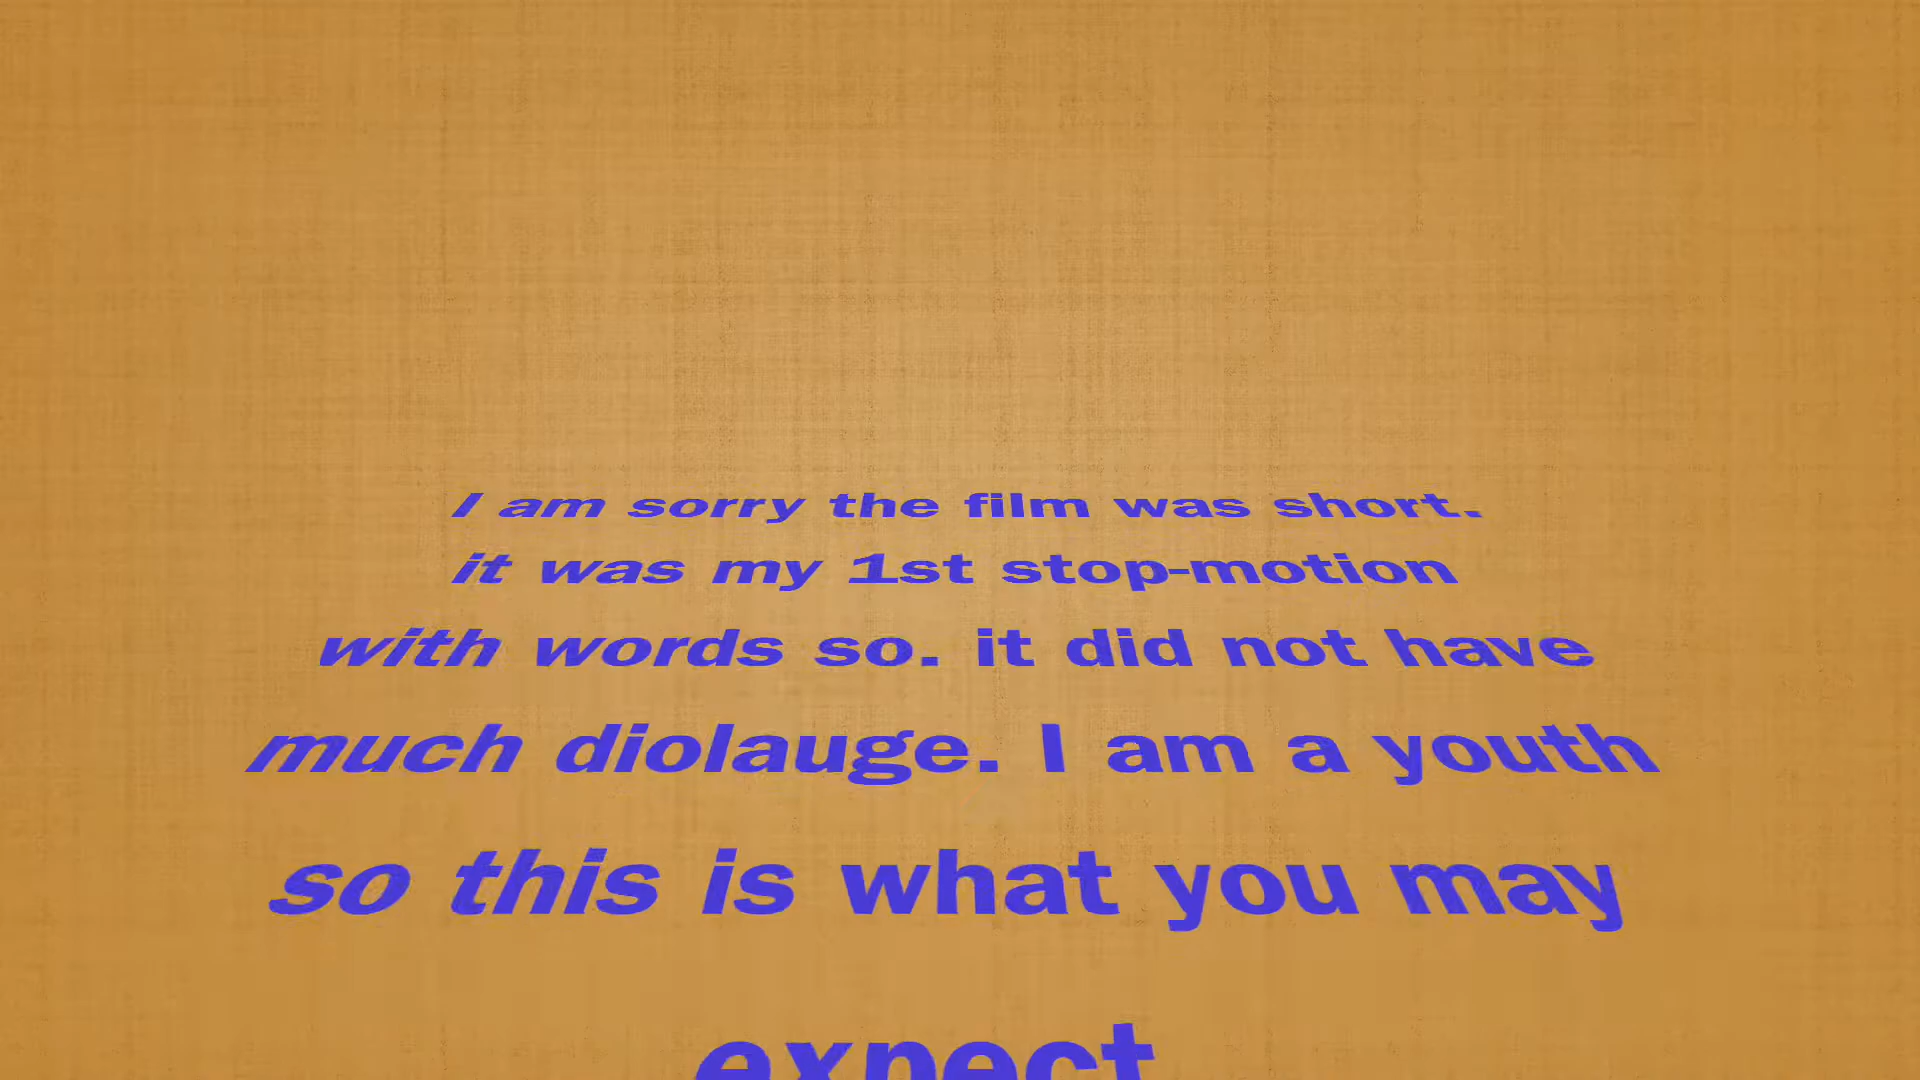 I am sorry the film was short.
it was my 1st stop-motion
with words so. it did not have
much diolauge. I am a youth
so this is what you may
expect